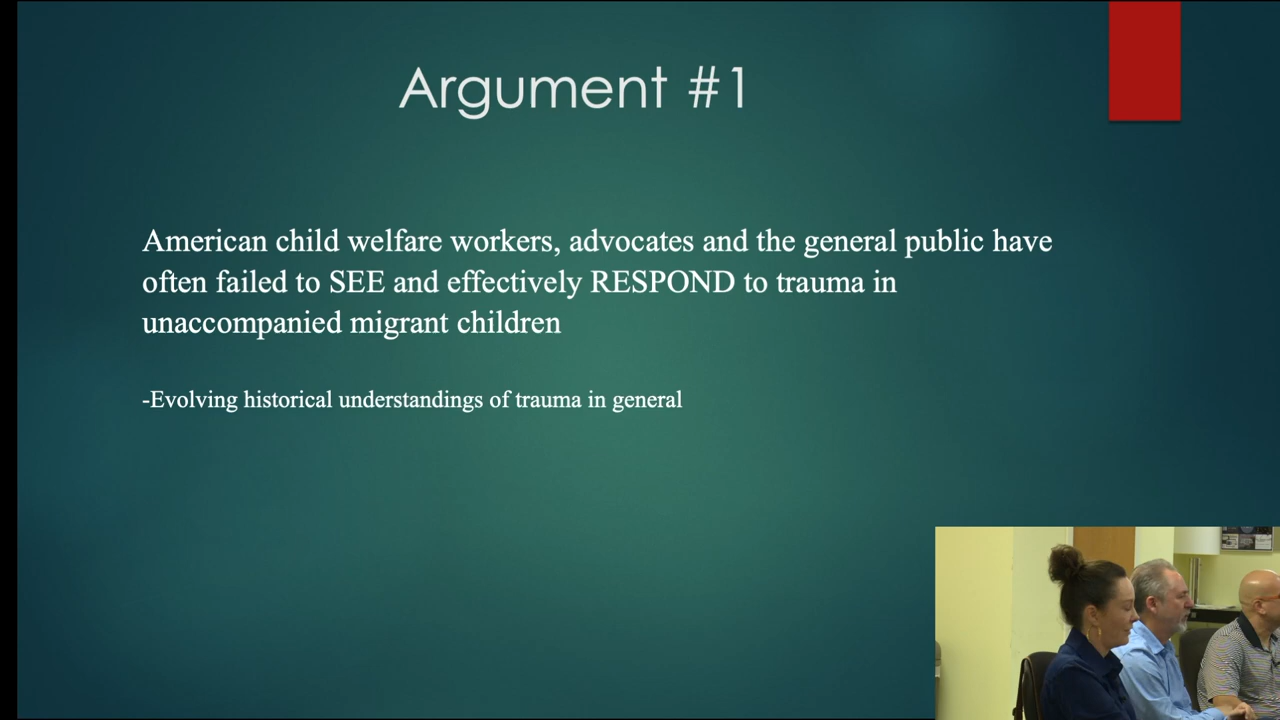 Argument #1
American child welfare workers, advocates and the general public have
often failed to SEE and effectively RESPOND to trauma in
unaccompanied migrant children
-Evolving historical understandings of trauma in general